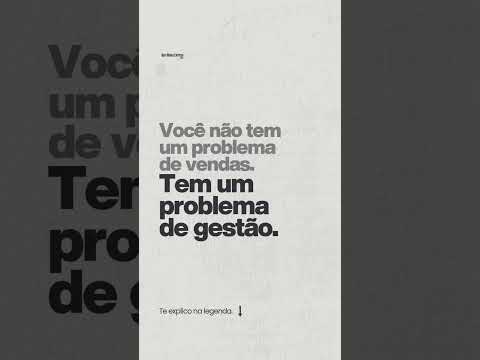 Você não tem
um problema
de vendas.
Tem um
problema
de gestão.
Te explico na legenda.